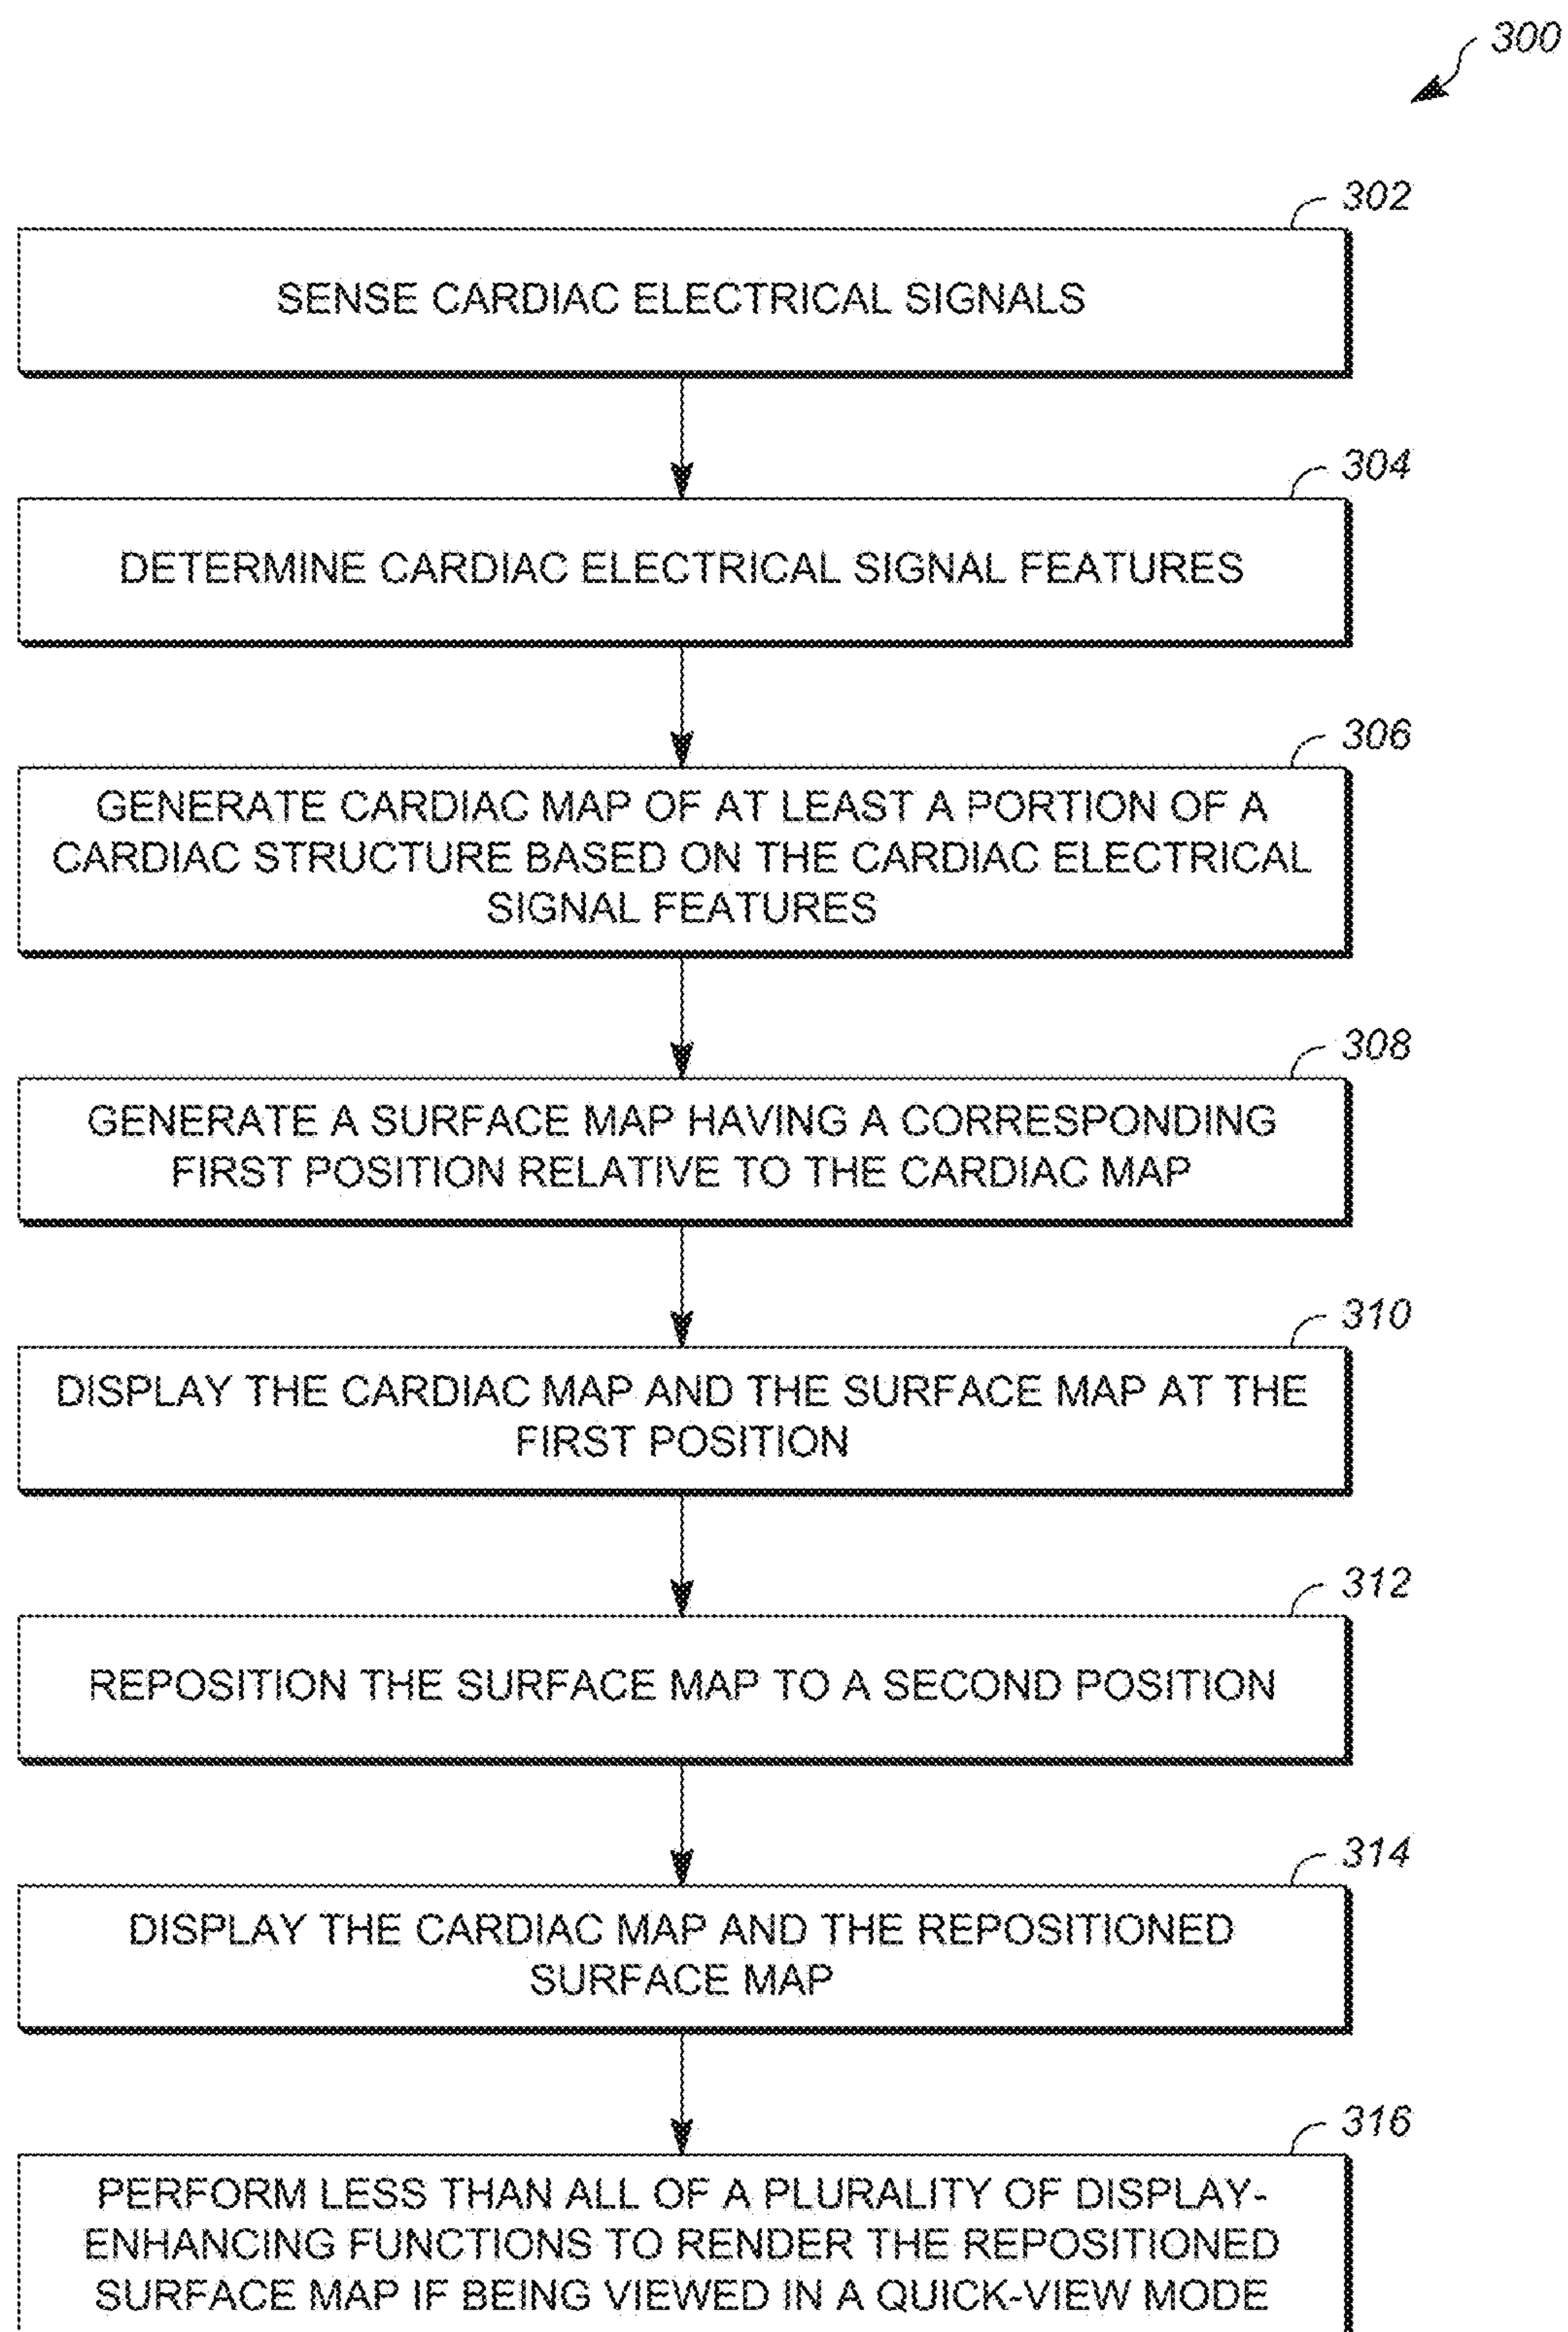 300
302
SENSE CARDIAC ELECTRICAL SIGNALS
304
DETERMINE CARDIAC ELECTRICAL SIGNAL FEATURES
306
GENERATE CARDIAC MAP OF AT LEAST A PORTION OF A
CARDIAC STRUCTURE BASED ON THE CARDIAC ELECTRICAL
SIGNAL FEATURES
308
GENERATE A SURFACE MAP HAVING A CORRESPONDING
FIRST POSITION RELATIVE TO THE CARDIAC MAP
310
DISPLAY THE CARDIAC MAP AND THE SURFACE MAP AT THE
FIRST POSITION
312
REPOSITION THE SURFACE MAP TO A SECOND POSITION
314
DISPLAY THE CARDIAC MAP AND THE REPOSITIONED
SURFACE MAP
316
PERFORM LESS THAN ALL OF A PLURALITY OF DISPLAY-
ENHANCING FUNCTIONS TO RENDER THE REPOSITIONED
SURFACE MAP IF BEING VIEWED IN A QUICK-VIEW MODE